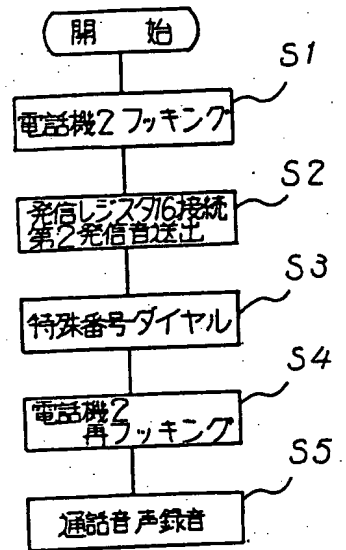 開 始
S1
電話機2フッキング
S2
発信レジスタ16接続
第2発信音送出
S3
特殊番号ダイヤル
S4
電話機2
再フッキング
S5
通話音声録音